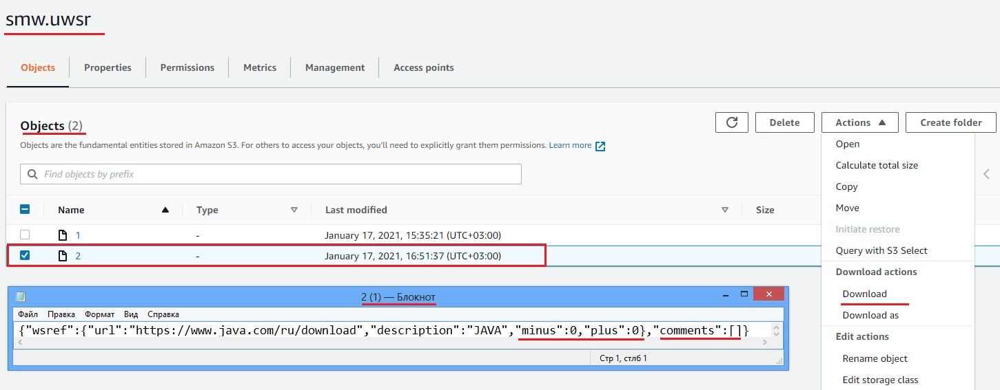 smw.uwsr
Objects Properties Permissions Metrics Management Access points
Objects (2) Delete Actions Create folder
Objects are the fundamental entities stored in Amazon S3. For others to access your objects, you'll need to explicitly grant them permissions. Learn more
Find objects by prefix
Name Type Last modified Size
1 - January 17, 2021, 15:35:21 (UTC+03:00)
2 - January 17, 2021, 16:51:37 (UTC+03:00)
Open
Calculate total size
Copy
Move
Initiate restore
Query with S3 Select
Download actions
Download
Download as
Edit actions
Rename object
Edit storage class
2 (1) — Блокнот
Файл Правка Формат Вид Справка
{"wsref":{"url":"https://www.java.com/ru/download","description":"JAVA","minus":0,"plus":0},"comments":[]}
Стр 1, стлб 1